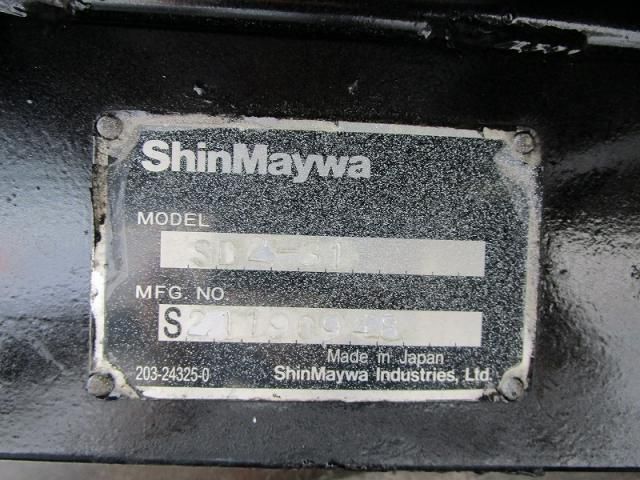 ShinMaywa
MODEL
MFG NO
Made in Japan
203-24325-0 ShinMaywa Industries, Ltd.